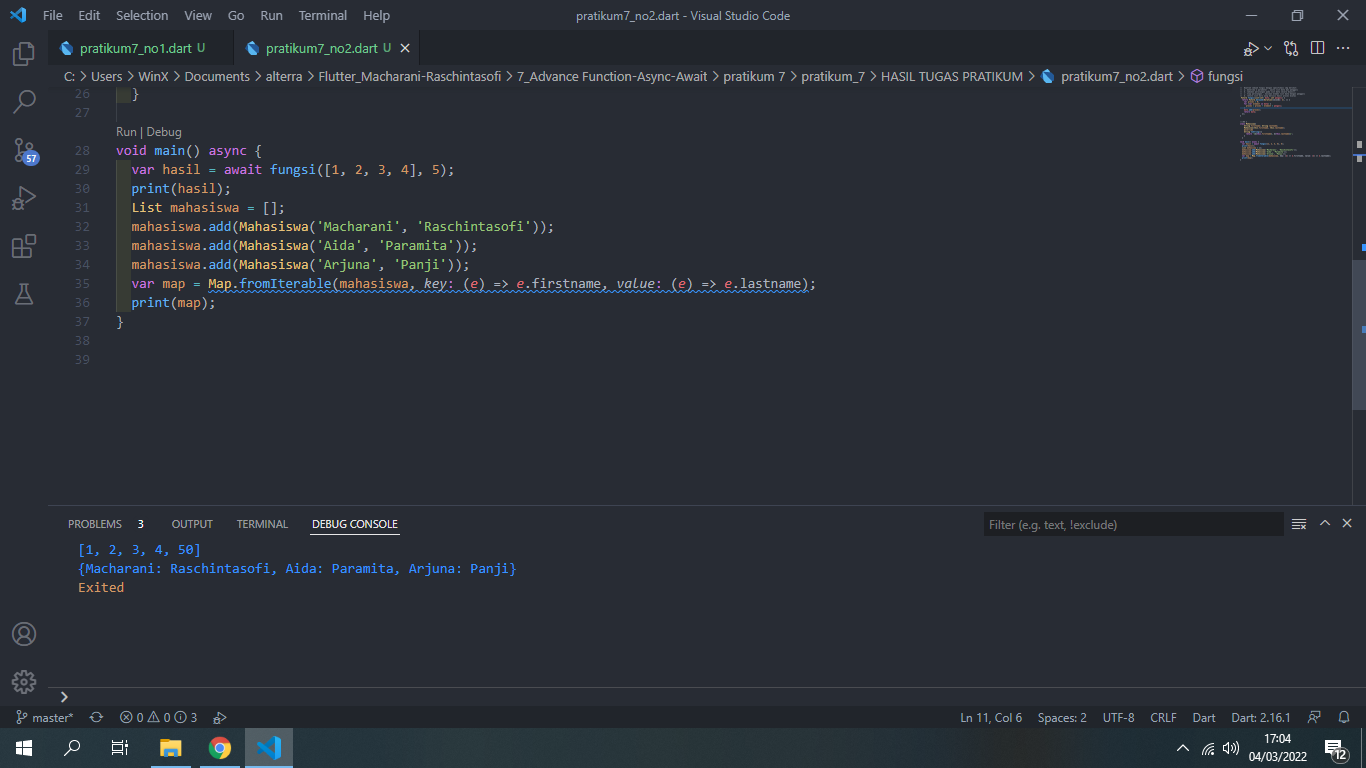 File Edit Selection View Go Run Terminal Help pratikum7_no2.dart - Visual Studio Code
pratikum7_no1.dart U pratikum7_no2.dart U
C: > Users > WinX > Documents > alterra > Flutter_Macharani-Raschintasofi > 7_Advance Function-Async-Await > pratikum 7 > pratikum_7 > HASIL TUGAS PRATIKUM > pratikum7_no2.dart > fungsi
26 }
27
Run | Debug
28 void main() async {
29 var hasil = await fungsi([1, 2, 3, 4], 5);
30 print(hasil);
31 List mahasiswa = [];
32 mahasiswa.add(Mahasiswa('Macharani', 'Raschintasofi'));
33 mahasiswa.add(Mahasiswa('Aida', 'Paramita'));
34 mahasiswa.add(Mahasiswa('Arjuna', 'Panji'));
35 var map = Map.fromIterable(mahasiswa, key: (e) => e.firstname, value: (e) => e.lastname);
36 print(map);
37 }
38
39
57
PROBLEMS 3 OUTPUT TERMINAL DEBUG CONSOLE Filter (e.g. text, !exclude)
[1, 2, 3, 4, 50]
{Macharani: Raschintasofi, Aida: Paramita, Arjuna: Panji}
Exited
master* 0 0 3 Ln 11, Col 6 Spaces: 2 UTF-8 CRLF Dart Dart: 2.16.1
17:04
04/03/2022
12